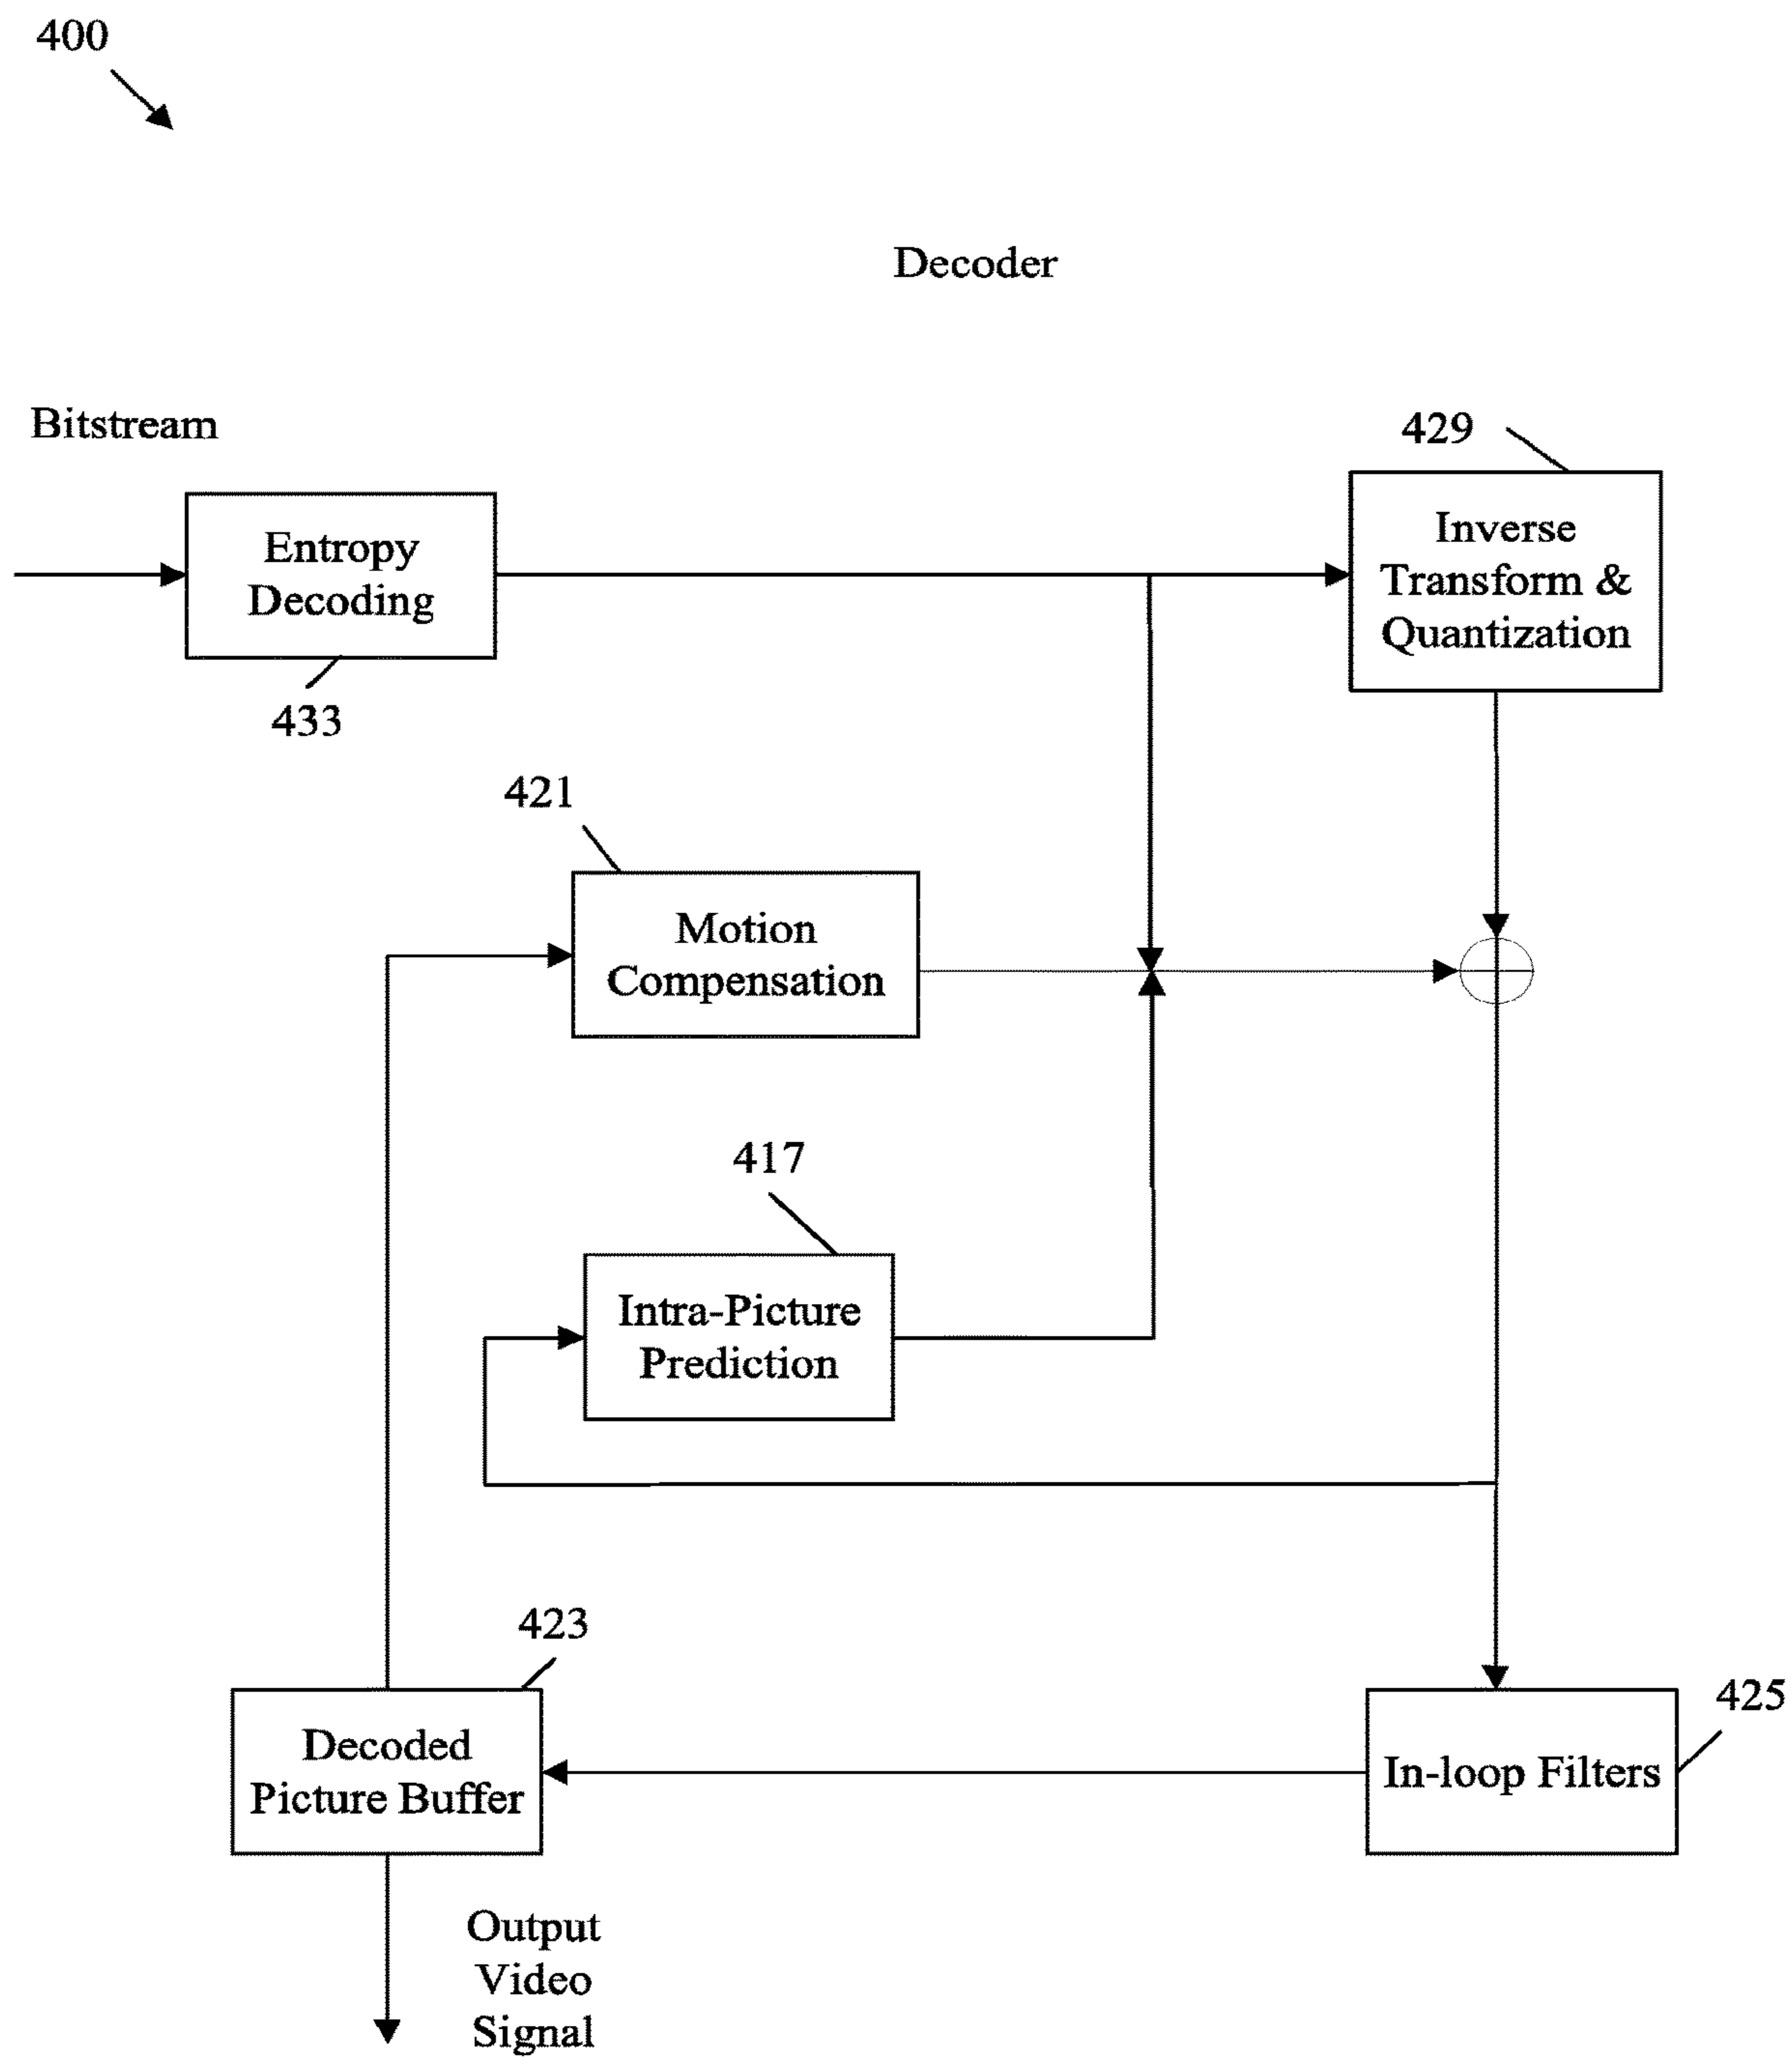 400
Decoder
Bitstream
429
Entropy
Decoding
Inverse
Transform &
Quantization
433
421
Motion
Compensation
417
Intra-Picture
Prediction
423
425
Decoded
Picture Buffer
In-loop Filters
Output
Video
Signal